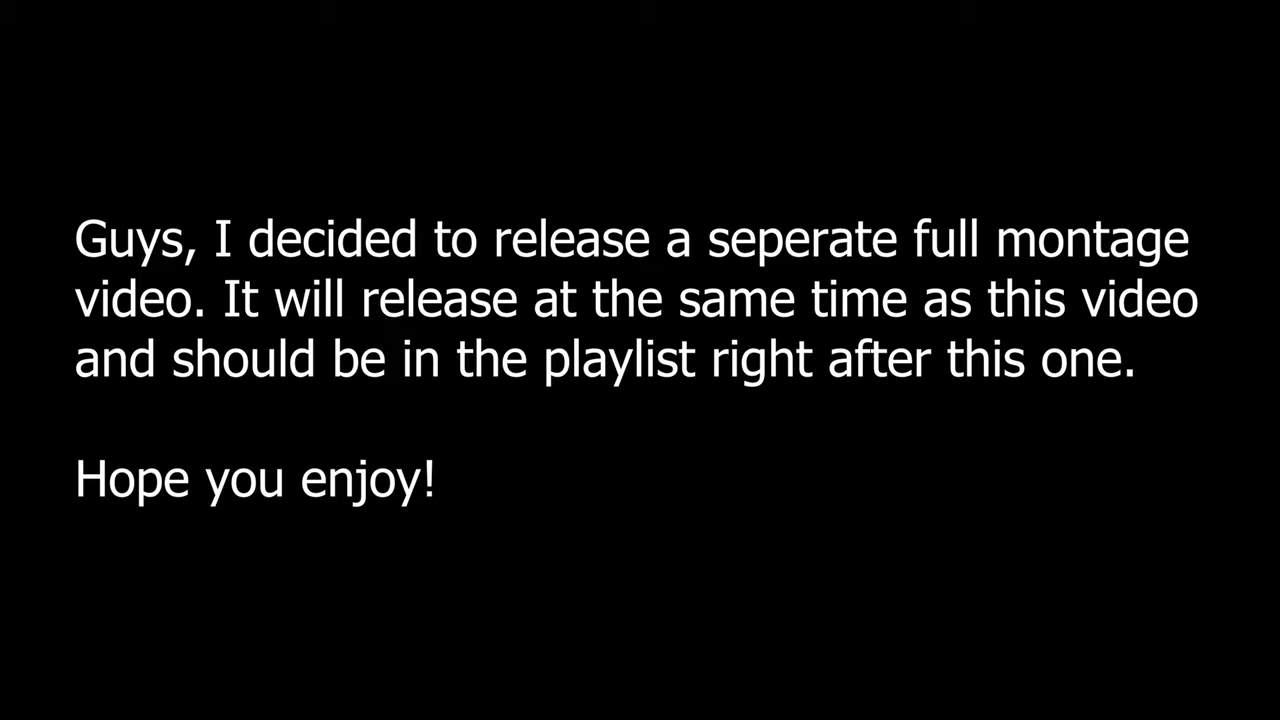 Guys, I decided to release a seperate full montage
video. It will release at the same time as this video
and should be in the playlist right after this one.
Hope you enjoy!